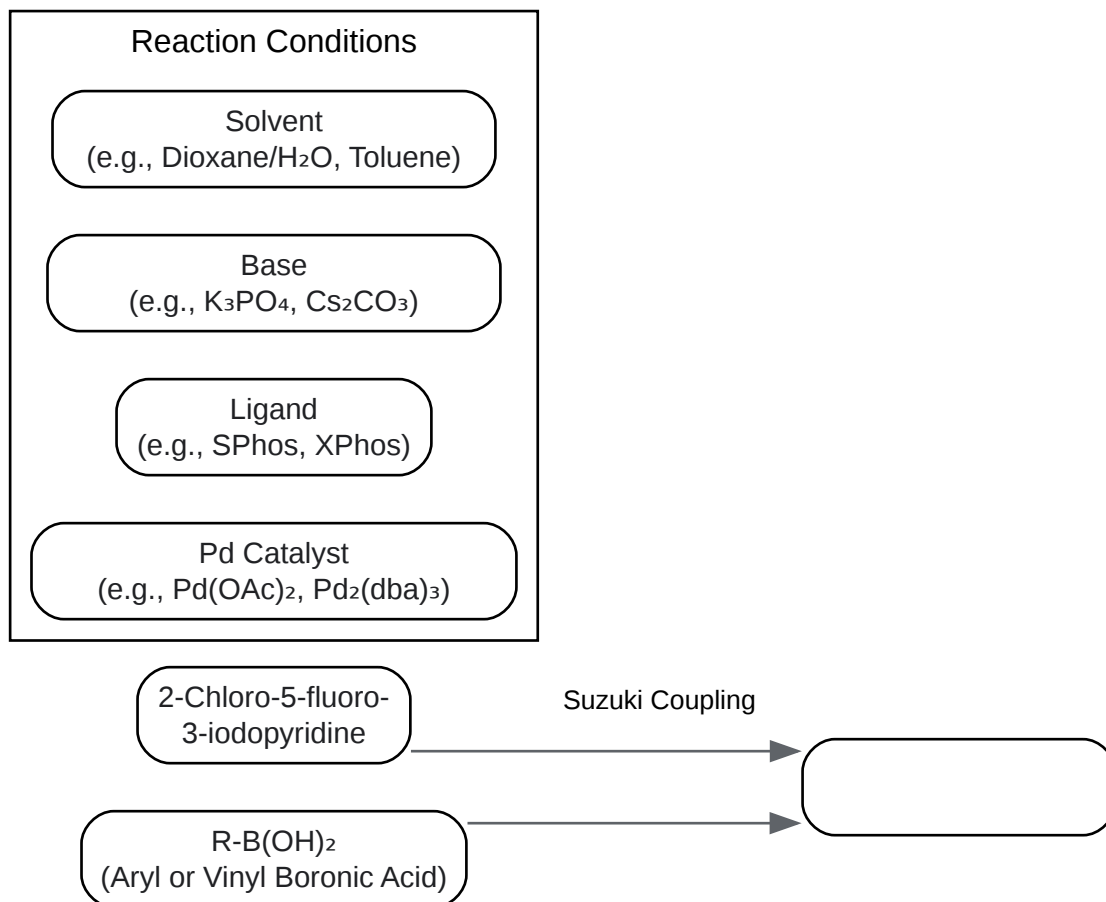 Reaction Conditions
Solvent
(e.g., Dioxane/H₂O, Toluene)
Base
(e.g., K₃PO₄, Cs₂CO₃)
Ligand
(e.g., SPhos, XPhos)
Pd Catalyst
(e.g., Pd(OAc)₂, Pd₂(dba)₃)
2-Chloro-5-fluoro-
3-iodopyridine
Suzuki Coupling
R-B(OH)₂
(Aryl or Vinyl Boronic Acid)